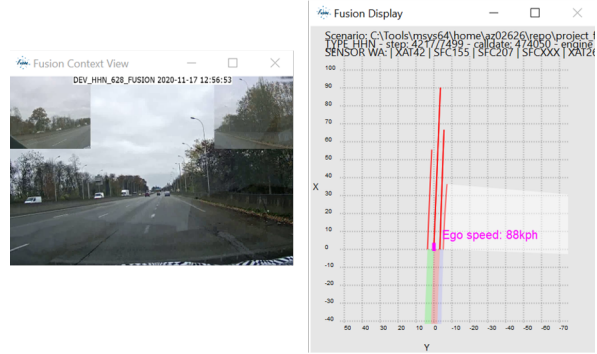 Fusion Context View
DEV_HHN_628_FUSION 2020-11-17 12:56:53
Fusion Display
Scenario: C:\Tools\msys64\home\az02626\repo\project_f
TYPE_HHN - step: 4217/7499 - calldate: 474050 - engine
SENSOR WA: | XAT42 | SFC155 | SFC207 | SFCXXX | XAT26
100
90
80
70
60
50
40
X
30
20
10
Ego speed: 88kph
0
-10
-20
-30
-40
50 40 30 20 10 0 -10 -20 -30 -40 -50 -60 -70
Y